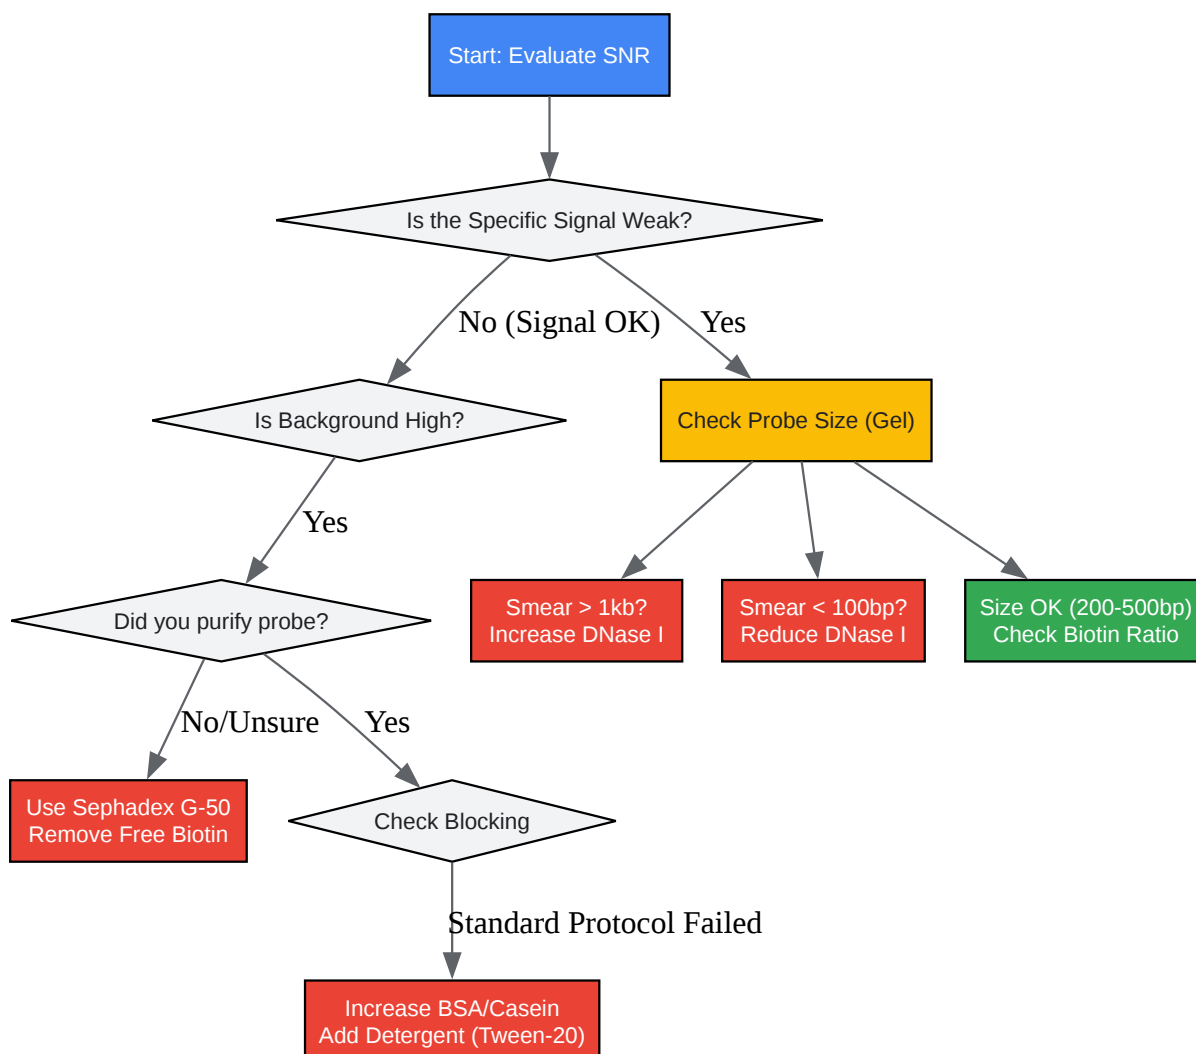 Start: Evaluate SNR
Is the Specific Signal Weak?
No (Signal OK)
Yes
Is Background High?
Check Probe Size (Gel)
Yes
Did you purify probe?
Smear > 1kb?
Increase DNase I
Smear < 100bp?
Reduce DNase I
Size OK (200-500bp)
Check Biotin Ratio
No/Unsure
Yes
Use Sephadex G-50
Remove Free Biotin
Check Blocking
Standard Protocol Failed
Increase BSA/Casein
Add Detergent (Tween-20)